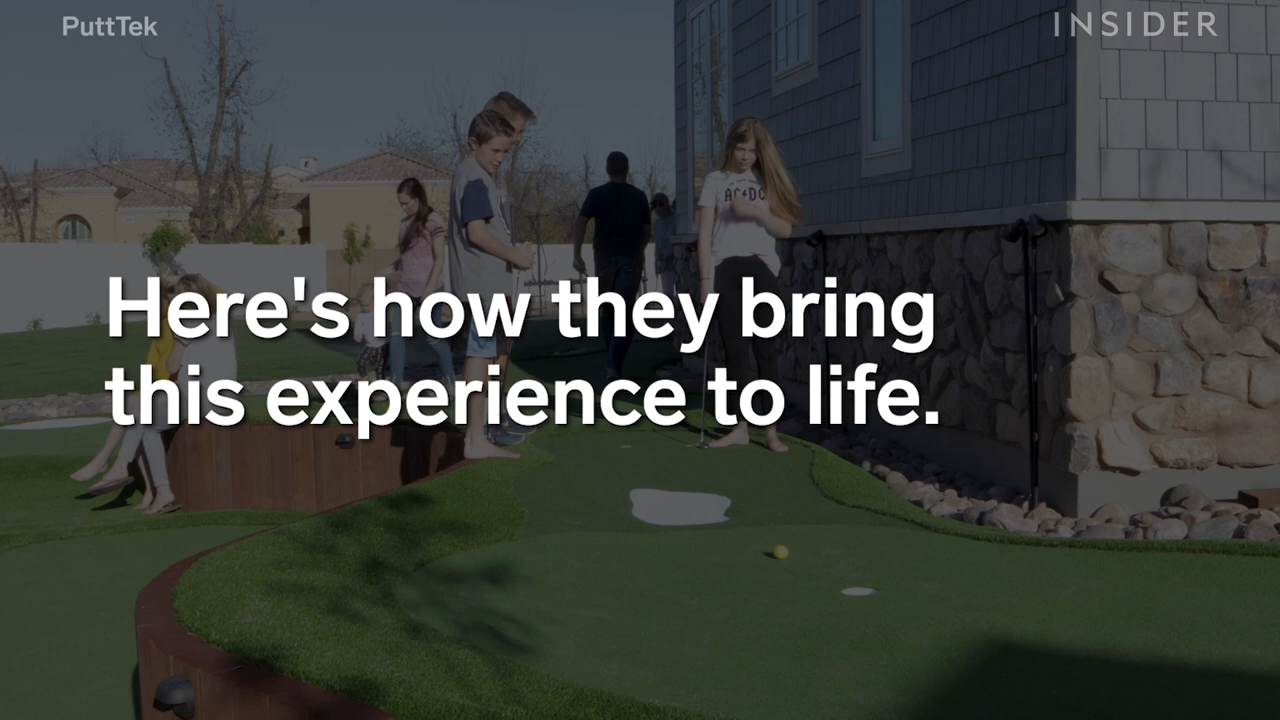 PuttTek
INSIDER
AC⚡DC
Here's how they bring
this experience to life.